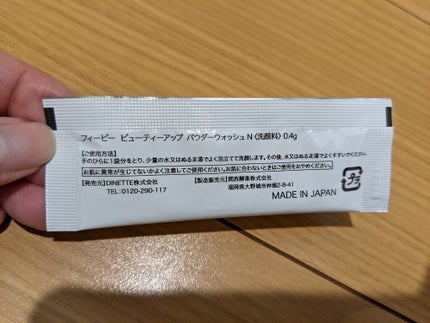 フィービー ビューティーアップ パウダーウォッシュ N 〈洗顔料〉 0.4g
【ご使用方法】
手のひらに1袋分をとり、少量の水又はぬるま湯でよく泡立てて洗顔します。その後、水又はぬるま湯でよくすすいでください。
お肌に異常が生じてないかよく注意してご使用ください。お肌に合わないときはご使用をおやめください。
【発売元】DINETTE株式会社 【製造販売元】関西酵素株式会社
TEL:0120-290-117 福岡県大野城市仲畑2-8-41
MADE IN JAPAN プラ